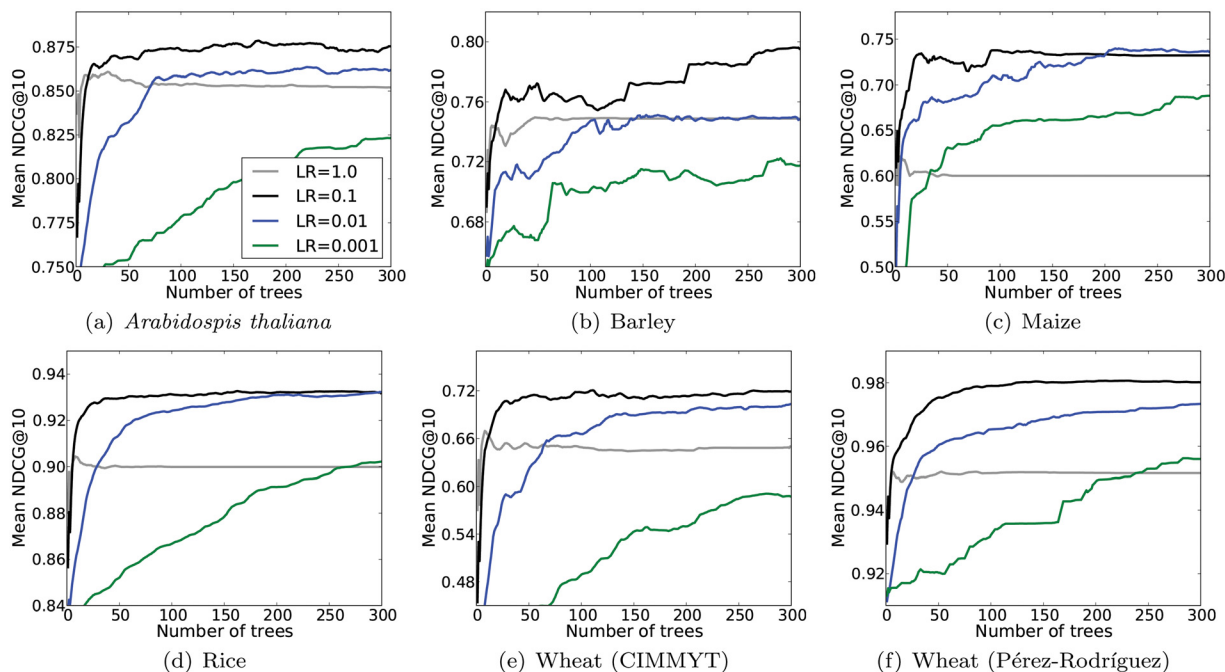 Mean NDCG@10
0.875
0.850
0.825
0.800
0.775
0.750
0 50 100 150 200 250 300
Number of trees
LR=1.0
LR=0.1
LR=0.01
LR=0.001
(a) Arabidospis thaliana
Mean NDCG@10
0.80
0.76
0.72
0.68
0 50 100 150 200 250 300
Number of trees
(b) Barley
Mean NDCG@10
0.75
0.70
0.65
0.60
0.55
0.50
0 50 100 150 200 250 300
Number of trees
(c) Maize
Mean NDCG@10
0.94
0.92
0.90
0.88
0.86
0.84
0 50 100 150 200 250 300
Number of trees
(d) Rice
Mean NDCG@10
0.72
0.66
0.60
0.54
0.48
0 50 100 150 200 250 300
Number of trees
(e) Wheat (CIMMYT)
Mean NDCG@10
0.98
0.96
0.94
0.92
0 50 100 150 200 250 300
Number of trees
(f) Wheat (Pérez-Rodríguez)